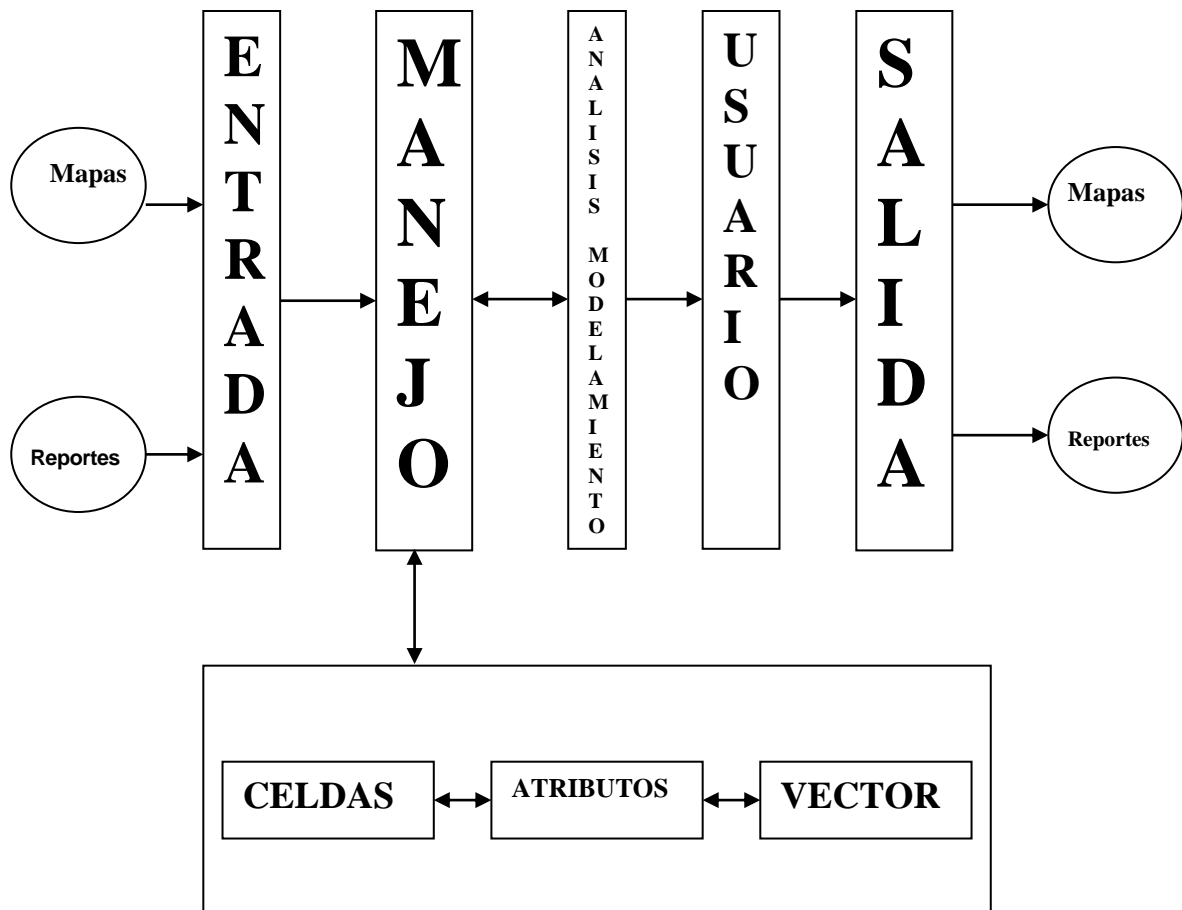 Mapas
Reportes
ENTRADA
MANEJO
ANALISIS MODELAMIENTO
USUARIO
SALIDA
Mapas
Reportes
CELDAS
ATRIBUTOS
VECTOR